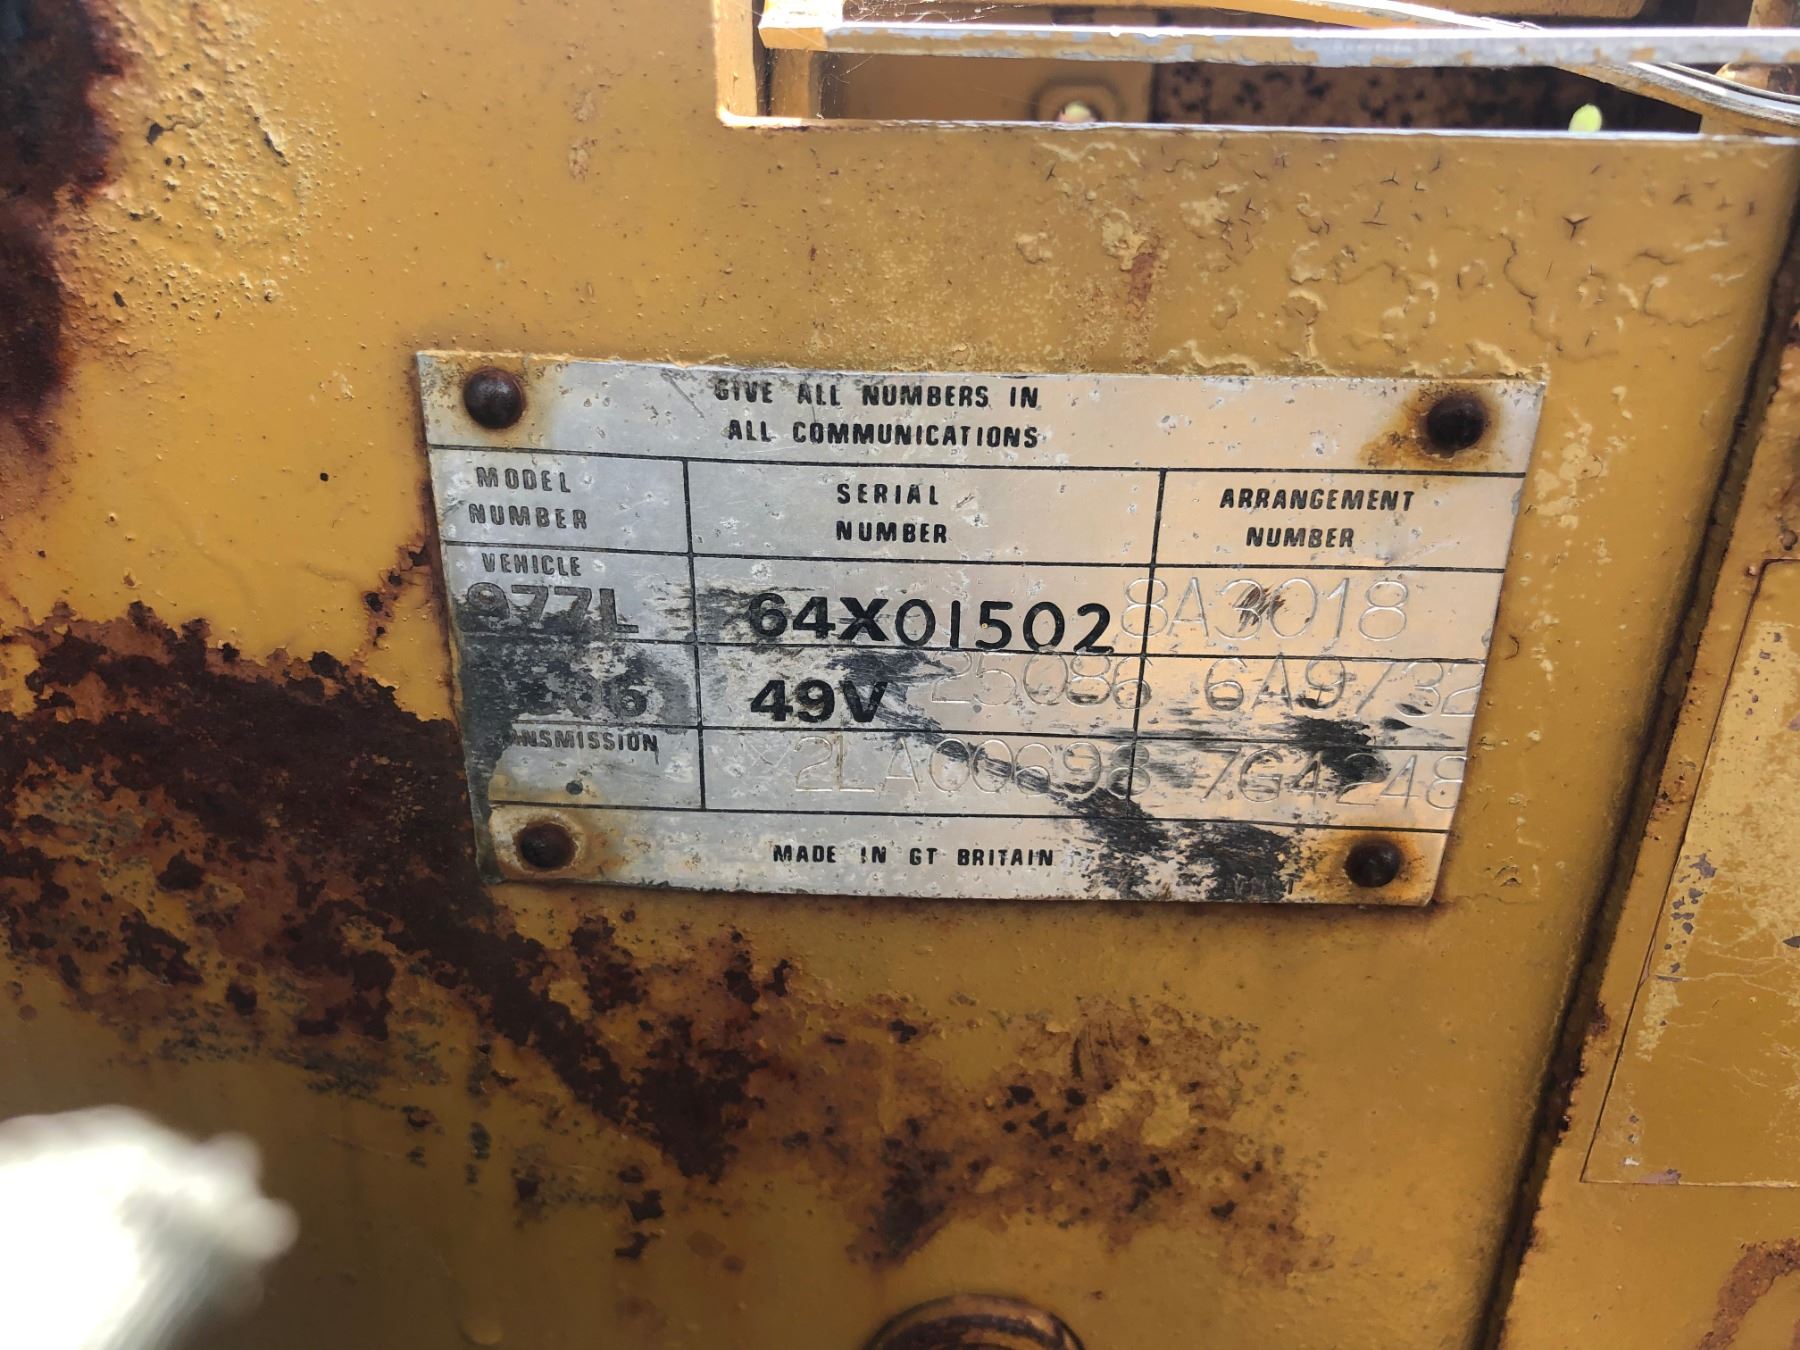 GIVE ALL NUMBERS IN
ALL COMMUNICATIONS
MODEL
NUMBER
SERIAL
NUMBER
ARRANGEMENT
NUMBER
VEHICLE
977L
64X01502
8A3018
49V
25086
6A9732
2LA00698
7G4248
MADE IN GT BRITAIN